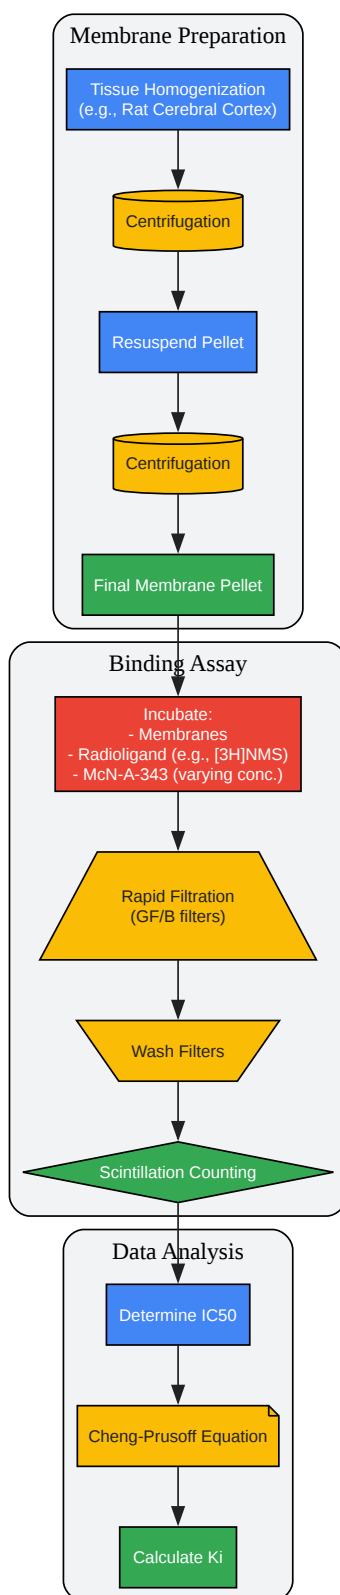 Membrane Preparation
Tissue Homogenization
(e.g., Rat Cerebral Cortex)
Centrifugation
Resuspend Pellet
Centrifugation
Final Membrane Pellet
Binding Assay
Incubate:
- Membranes
- Radioligand (e.g., [3H]NMS)
- McN-A-343 (varying conc.)
Rapid Filtration
(GF/B filters)
Wash Filters
Scintillation Counting
Data Analysis
Determine IC50
Cheng-Prusoff Equation
Calculate Ki